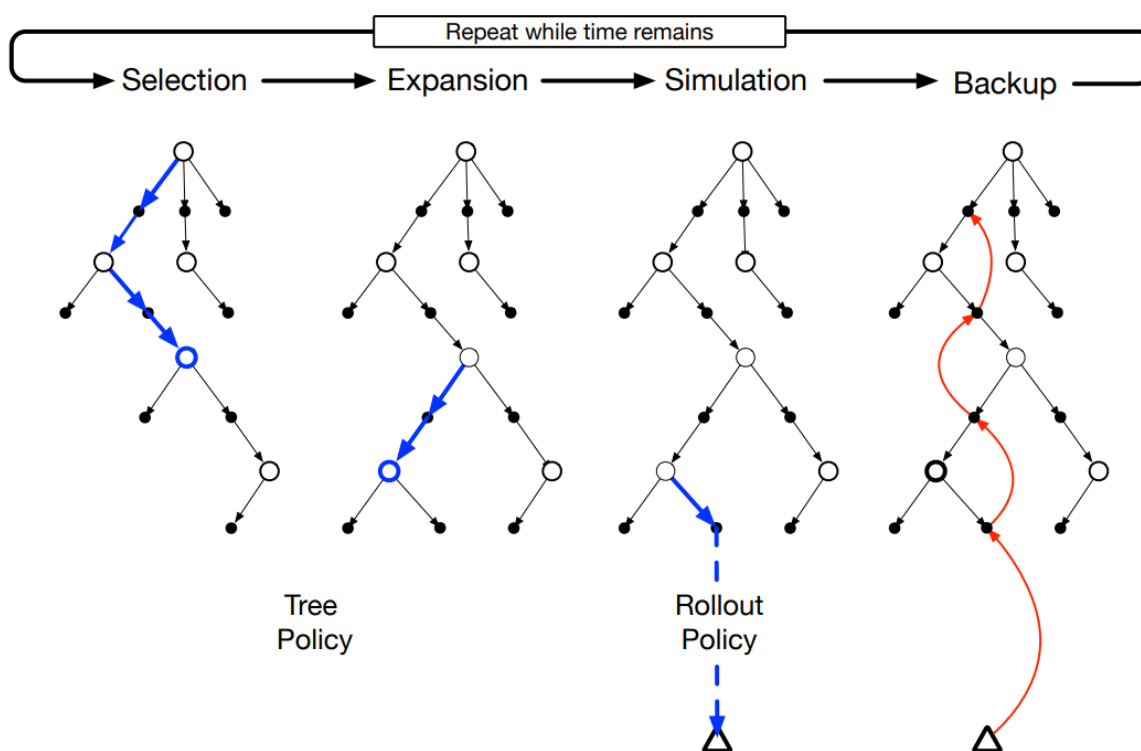 Repeat while time remains
Selection
Expansion
Simulation
Backup
Tree
Policy
Rollout
Policy